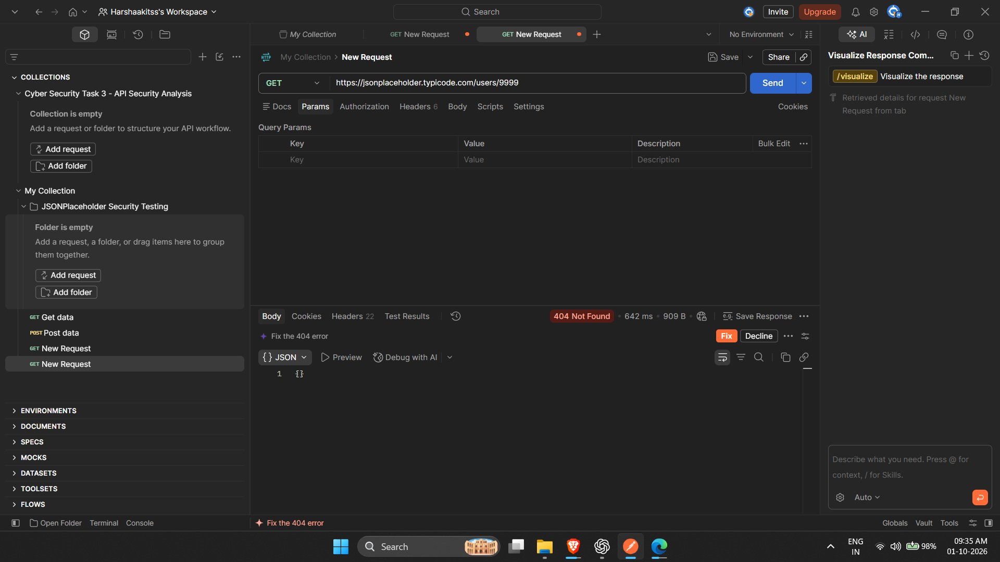 Harshaakitss's Workspace
Search
Invite
Upgrade
H
My Collection
GET New Request
GET New Request
No Environment
AI
COLLECTIONS
Cyber Security Task 3 - API Security Analysis
Collection is empty
Add a request or folder to structure your API workflow.
Add request
Add folder
My Collection
JSONPlaceholder Security Testing
Folder is empty
Add a request, a folder, or drag items here to group
them together.
Add request
Add folder
GET Get data
POST Post data
GET New Request
GET New Request
ENVIRONMENTS
DOCUMENTS
SPECS
MOCKS
DATASETS
TOOLSETS
FLOWS
HTTP
My Collection > New Request
Save
Share
GET
https://jsonplaceholder.typicode.com/users/9999
Send
Docs
Params
Authorization
Headers 6
Body
Scripts
Settings
Cookies
Query Params
Key
Value
Description
Bulk Edit
Key
Value
Description
Body
Cookies
Headers 22
Test Results
404 Not Found
642 ms
909 B
e.g. Save Response
Fix the 404 error
Fix
Decline
{} JSON
Preview
Debug with AI
1 {}
Visualize Response Com...
/visualize Visualize the response
Retrieved details for request New
Request from tab
Describe what you need. Press @ for
context, / for Skills.
Auto
Open Folder
Terminal
Console
Fix the 404 error
Globals
Vault
Tools
Search
ENG
IN
98%
09:35 AM
01-10-2026